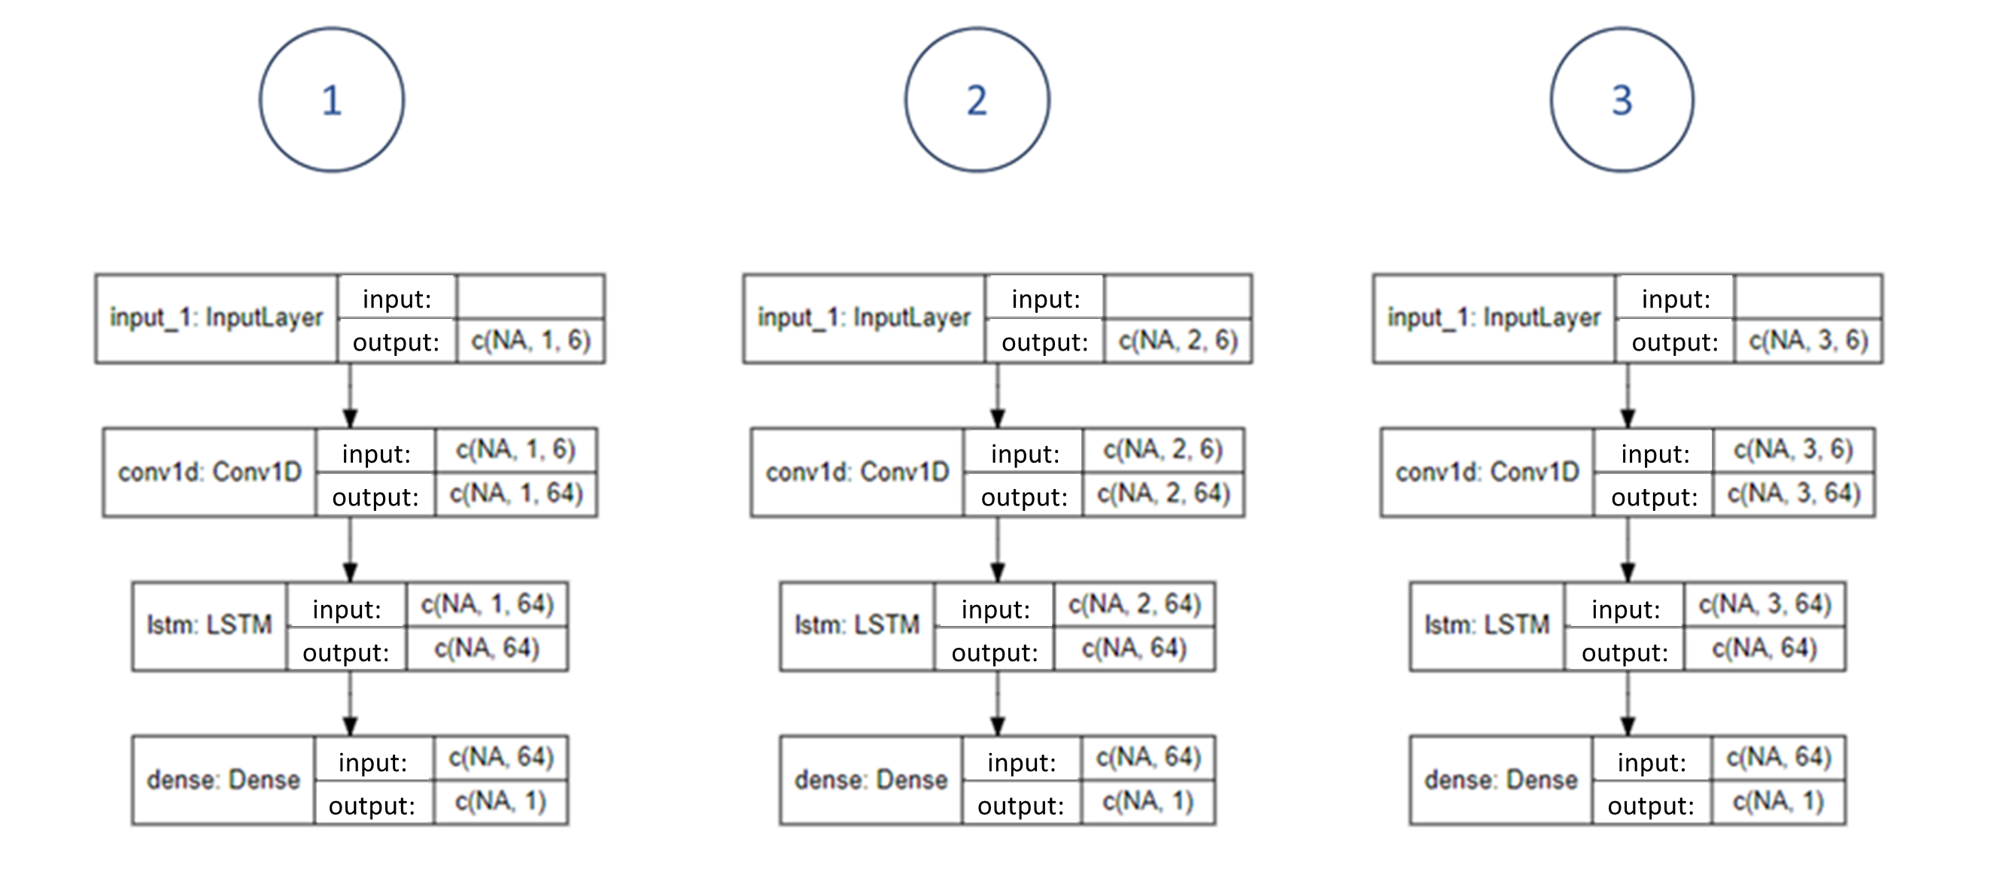 1
input_1: InputLayer
input:
output:
c(NA, 1, 6)
conv1d: Conv1D
input:
c(NA, 1, 6)
output:
c(NA, 1, 64)
lstm: LSTM
input:
c(NA, 1, 64)
output:
c(NA, 64)
dense: Dense
input:
c(NA, 64)
output:
c(NA, 1)
2
input_1: InputLayer
input:
output:
c(NA, 2, 6)
conv1d: Conv1D
input:
c(NA, 2, 6)
output:
c(NA, 2, 64)
lstm: LSTM
input:
c(NA, 2, 64)
output:
c(NA, 64)
dense: Dense
input:
c(NA, 64)
output:
c(NA, 1)
3
input_1: InputLayer
input:
output:
c(NA, 3, 6)
conv1d: Conv1D
input:
c(NA, 3, 6)
output:
c(NA, 3, 64)
lstm: LSTM
input:
c(NA, 3, 64)
output:
c(NA, 64)
dense: Dense
input:
c(NA, 64)
output:
c(NA, 1)